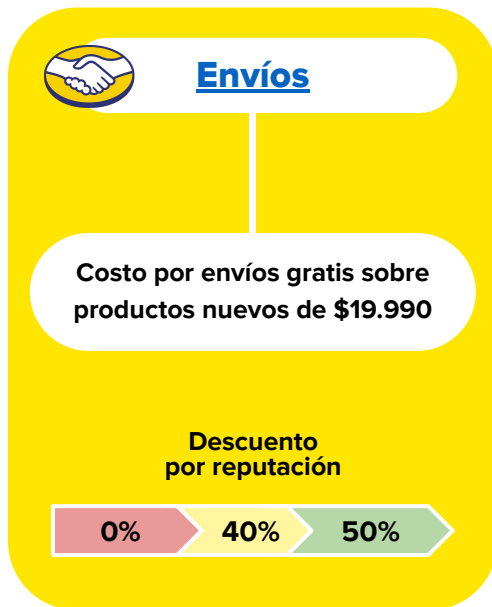 Envíos
Costo por envíos gratis sobre
productos nuevos de $19.990
Descuento
por reputación
0% 40% 50%